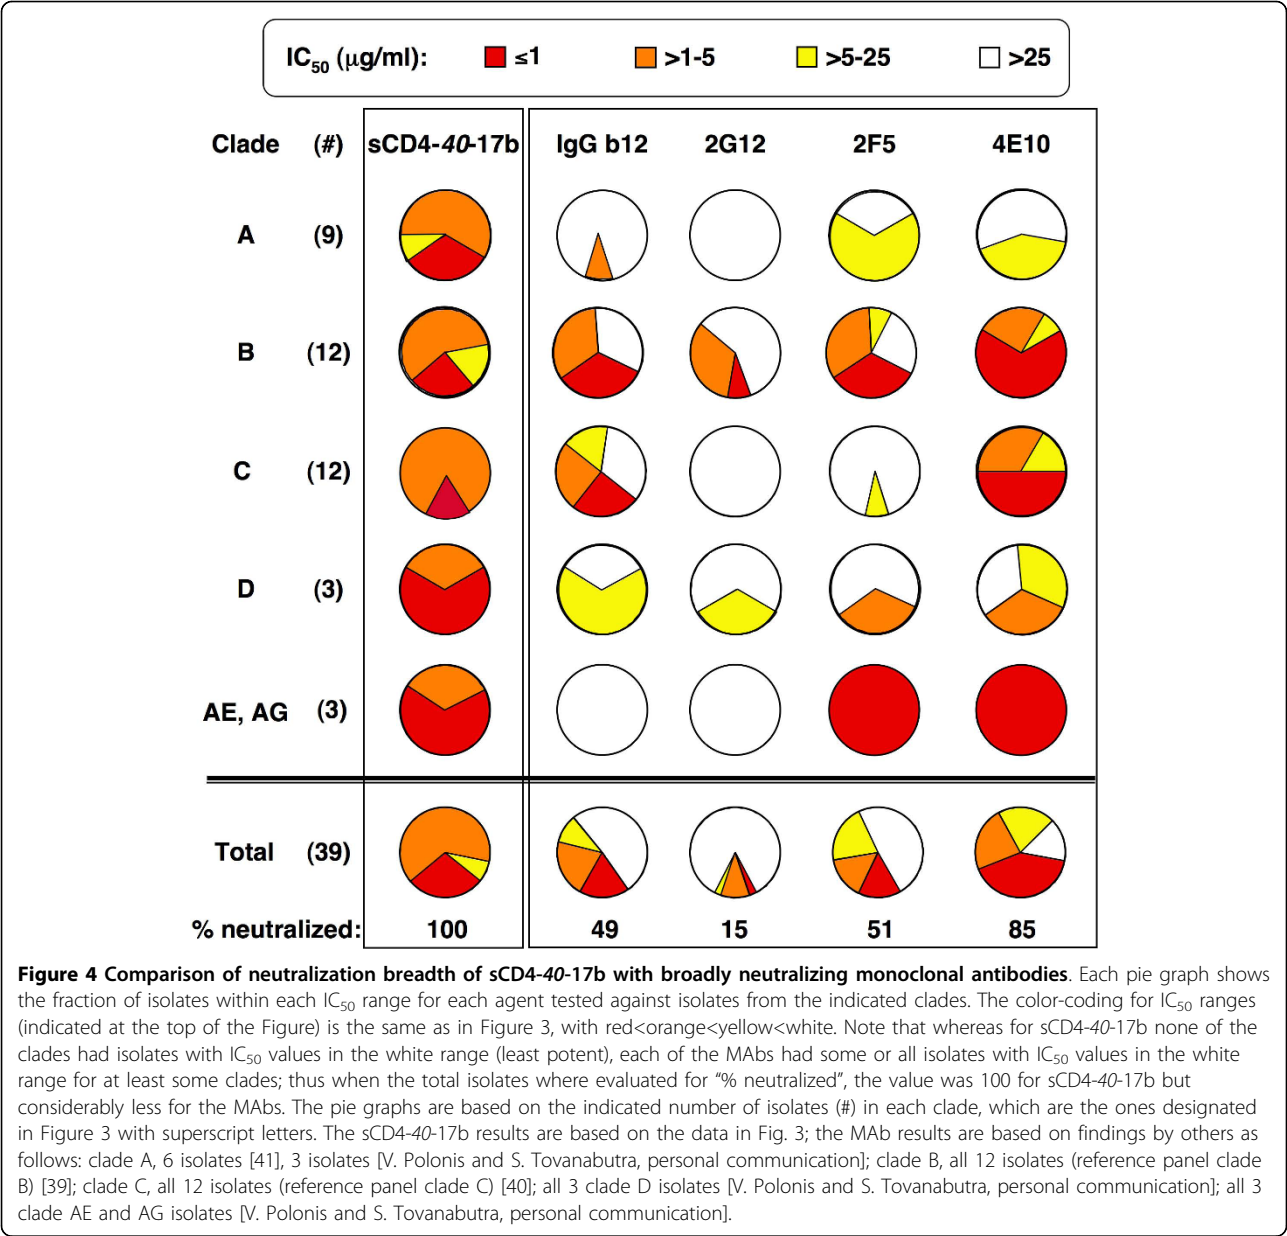 IC50 (μg/ml): ≤1 >1-5 >5-25 >25
Clade (#) sCD4-40-17b IgG b12 2G12 2F5 4E10
A (9)
B (12)
C (12)
D (3)
AE, AG (3)
Total (39)
% neutralized: 100 49 15 51 85
Figure 4 Comparison of neutralization breadth of sCD4-40-17b with broadly neutralizing monoclonal antibodies. Each pie graph shows
the fraction of isolates within each IC50 range for each agent tested against isolates from the indicated clades. The color-coding for IC50 ranges
(indicated at the top of the Figure) is the same as in Figure 3, with red<orange<yellow<white. Note that whereas for sCD4-40-17b none of the
clades had isolates with IC50 values in the white range (least potent), each of the MAbs had some or all isolates with IC50 values in the white
range for at least some clades; thus when the total isolates where evaluated for “% neutralized”, the value was 100 for sCD4-40-17b but
considerably less for the MAbs. The pie graphs are based on the indicated number of isolates (#) in each clade, which are the ones designated
in Figure 3 with superscript letters. The sCD4-40-17b results are based on the data in Fig. 3; the MAb results are based on findings by others as
follows: clade A, 6 isolates [41], 3 isolates [V. Polonis and S. Tovanabutra, personal communication]; clade B, all 12 isolates (reference panel clade
B) [39]; clade C, all 12 isolates (reference panel clade C) [40]; all 3 clade D isolates [V. Polonis and S. Tovanabutra, personal communication]; all 3
clade AE and AG isolates [V. Polonis and S. Tovanabutra, personal communication].